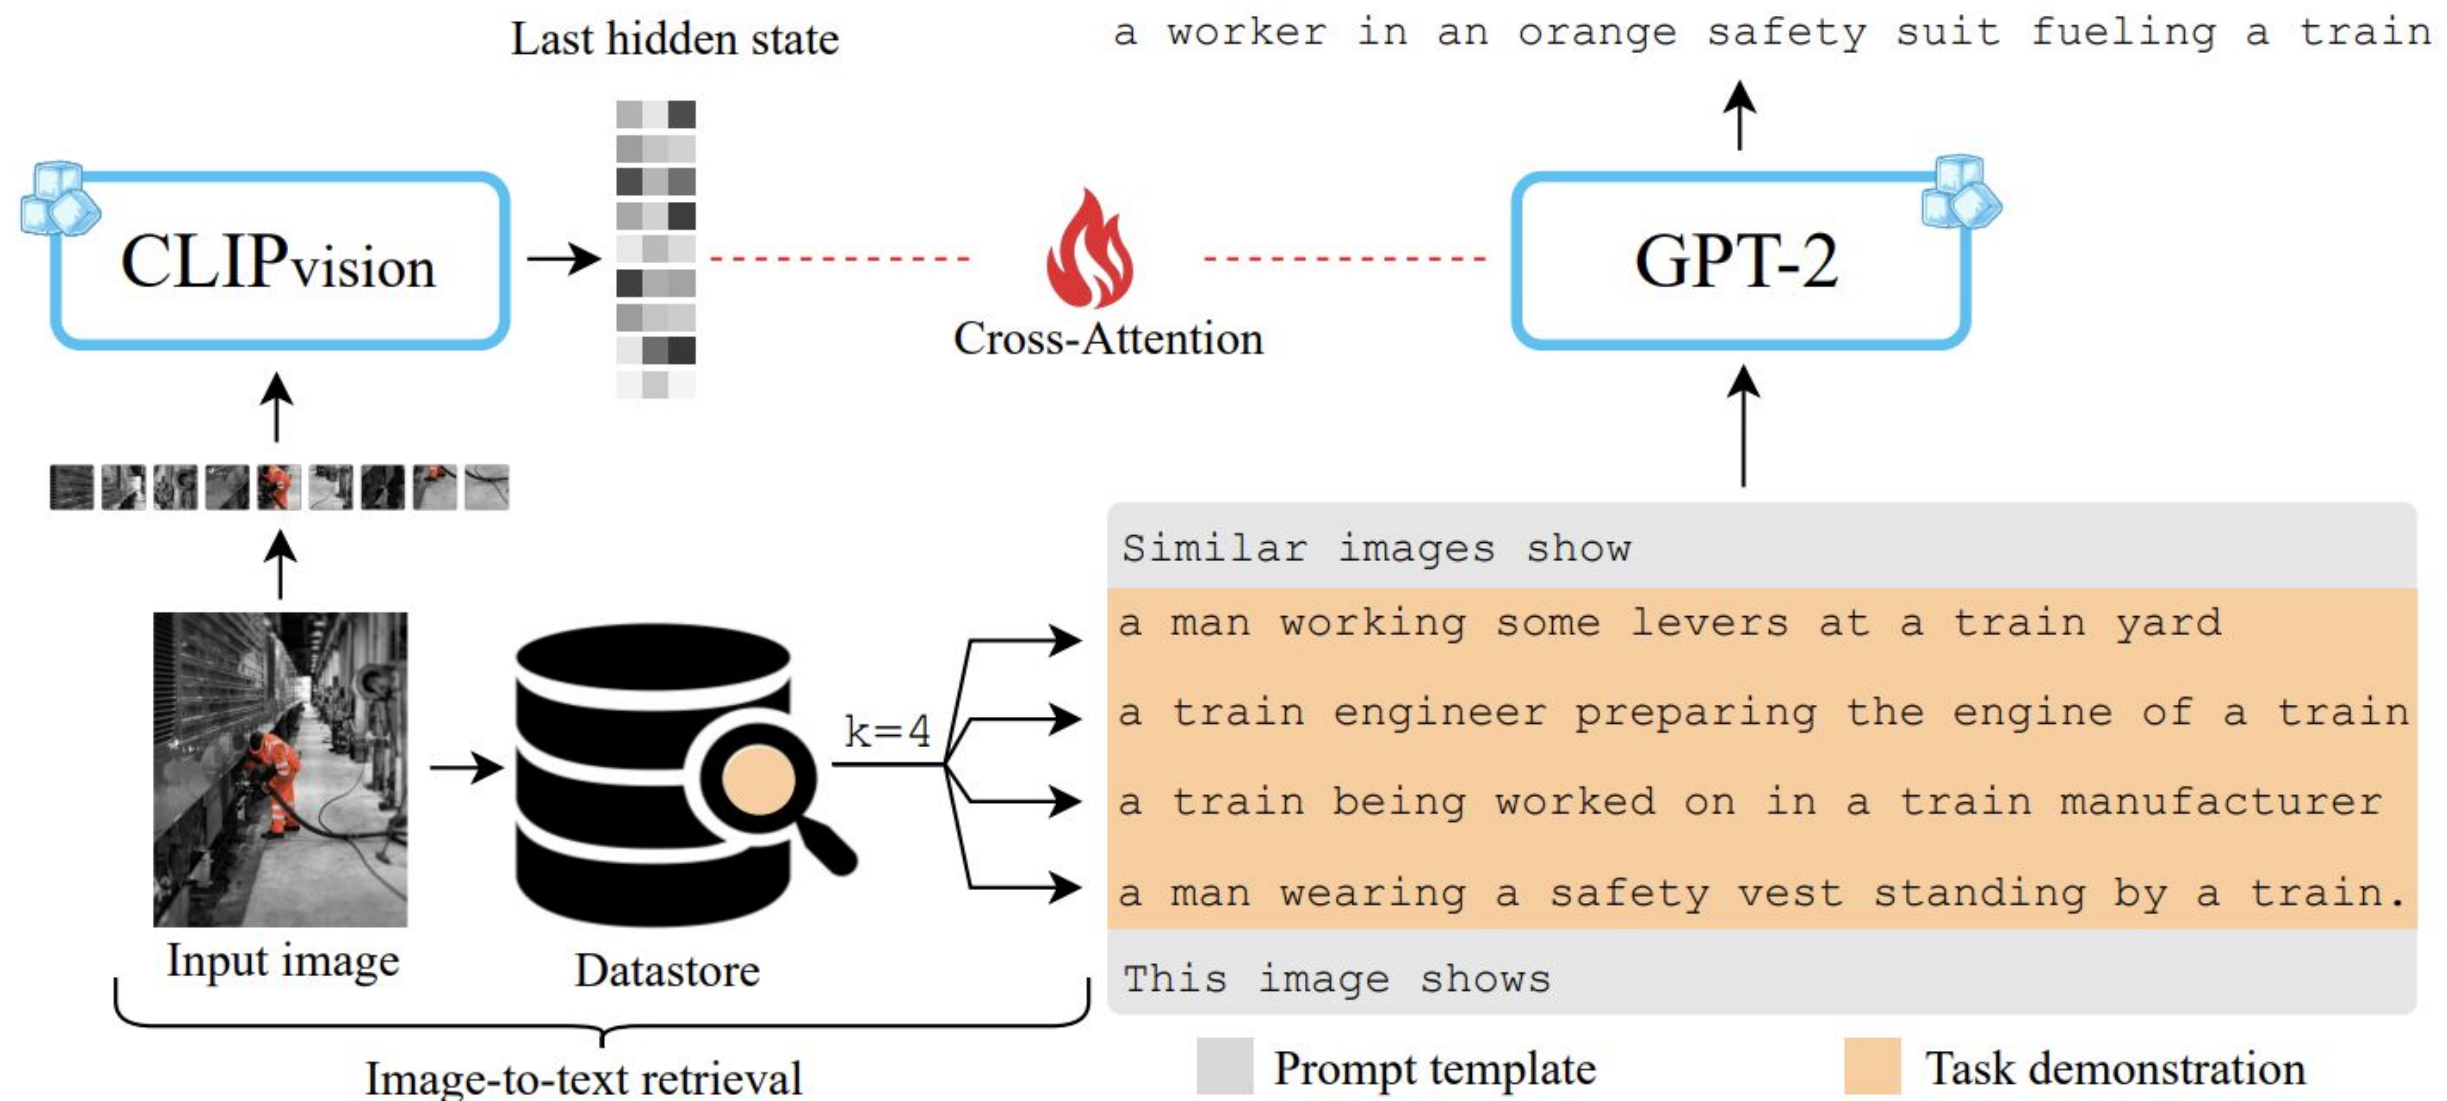 Last hidden state
a worker in an orange safety suit fueling a train
CLIPvision
GPT-2
Cross-Attention
Similar images show
a man working some levers at a train yard
a train engineer preparing the engine of a train
k=4
a train being worked on in a train manufacturer
a man wearing a safety vest standing by a train.
Input image
Datastore
This image shows
Image-to-text retrieval
Prompt template
Task demonstration